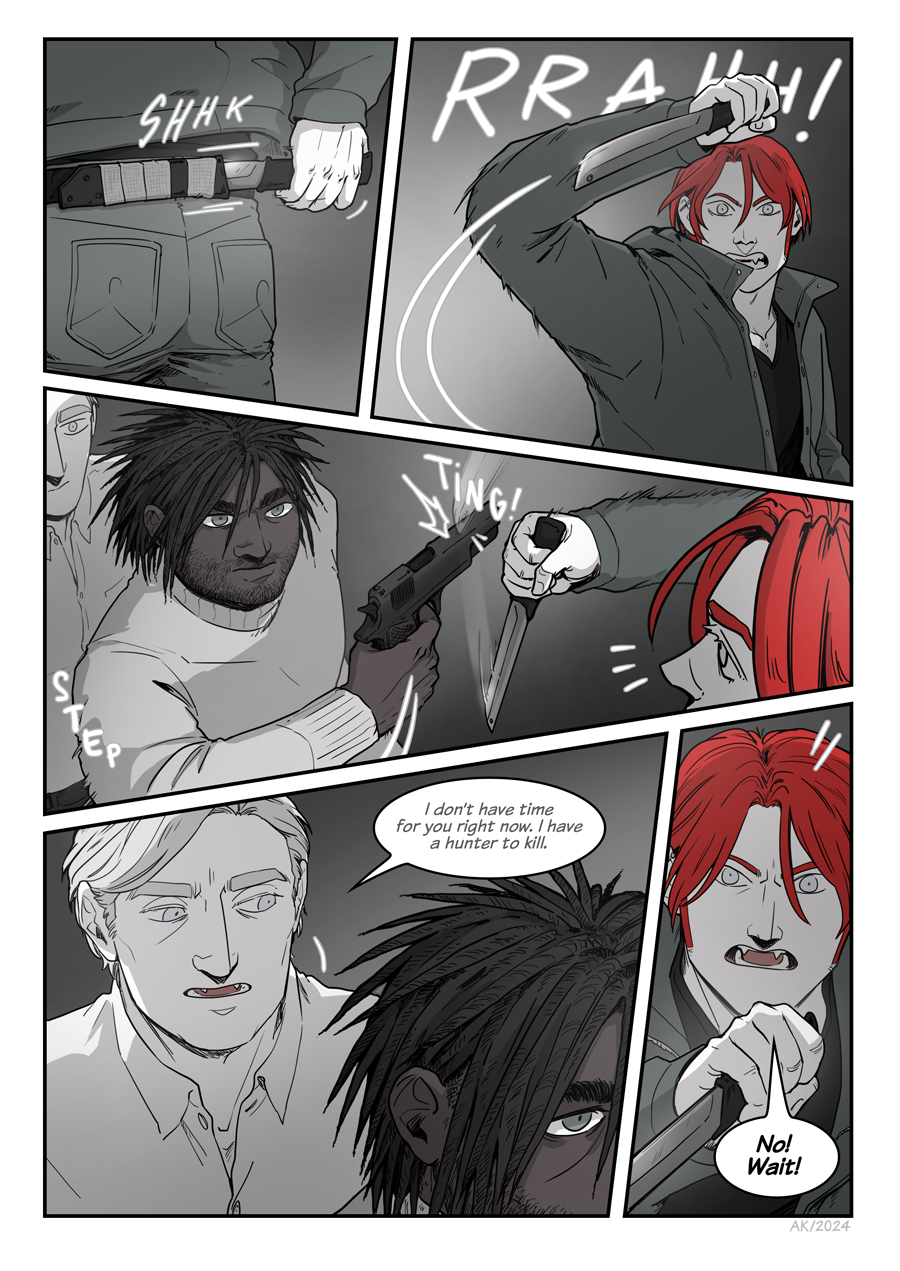 SHHK
RRAHH!
TiNG!
STEP
I don't have time
for you right now. I have
a hunter to kill.
No!
Wait!
AK/2024